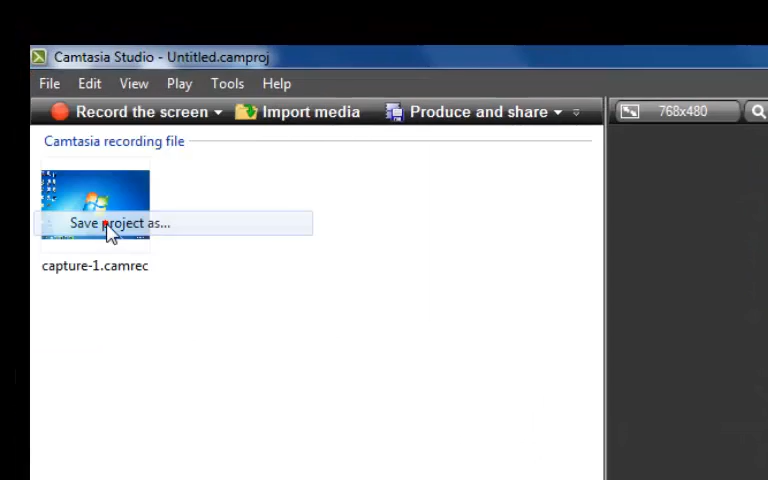 Camtasia Studio - Untitled.camproj
File Edit View Play Tools Help
Record the screen Import media Produce and share 768x480
Camtasia recording file
Save project as...
capture-1.camrec